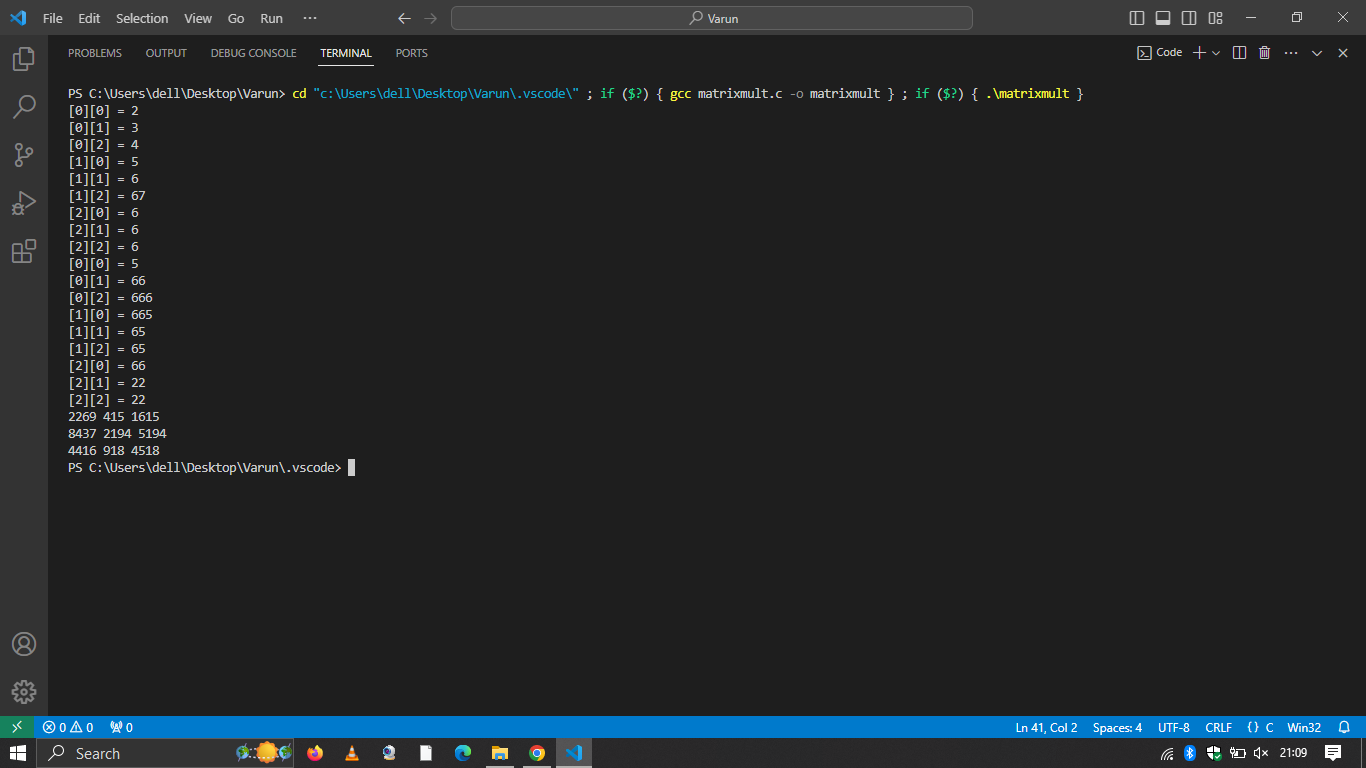 File Edit Selection View Go Run ··· Varun
PROBLEMS OUTPUT DEBUG CONSOLE TERMINAL PORTS Code
PS C:\Users\dell\Desktop\Varun> cd "c:\Users\dell\Desktop\Varun\.vscode\" ; if ($?) { gcc matrixmult.c -o matrixmult } ; if ($?) { .\matrixmult }
[0][0] = 2
[0][1] = 3
[0][2] = 4
[1][0] = 5
[1][1] = 6
[1][2] = 67
[2][0] = 6
[2][1] = 6
[2][2] = 6
[0][0] = 5
[0][1] = 66
[0][2] = 666
[1][0] = 665
[1][1] = 65
[1][2] = 65
[2][0] = 66
[2][1] = 22
[2][2] = 22
2269 415 1615
8437 2194 5194
4416 918 4518
PS C:\Users\dell\Desktop\Varun\.vscode>
0 0 0 Ln 41, Col 2 Spaces: 4 UTF-8 CRLF {} C Win32
Search 21:09